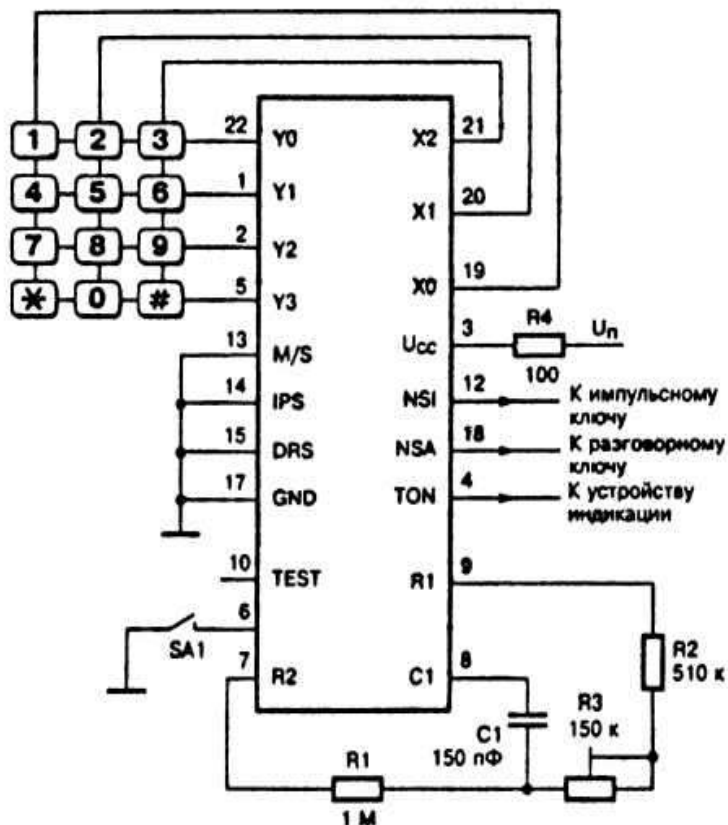 1 2 3 22 Y0 X2 21
4 5 6 1 Y1 X1 20
7 8 9 2 Y2 X0 19
* 0 # 5 Y3 Ucc 3 R4 Uп
100
13 M/S NSI 12 К импульсному
ключу
14 IPS NSA 18 К разговорному
ключу
15 DRS TON 4 К устройству
индикации
17 GND
10 TEST R1 9
6
SA1
7 R2 C1 8
R2
510 к
R3
150 к
C1
150 пФ
R1
1 М